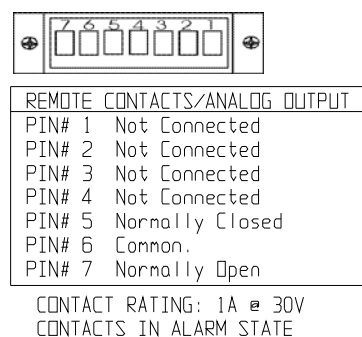 7 6 5 4 3 2 1
REMOTE CONTACTS/ANALOG OUTPUT
PIN# 1 Not Connected
PIN# 2 Not Connected
PIN# 3 Not Connected
PIN# 4 Not Connected
PIN# 5 Normally Closed
PIN# 6 Common.
PIN# 7 Normally Open
CONTACT RATING: 1A @ 30V
CONTACTS IN ALARM STATE